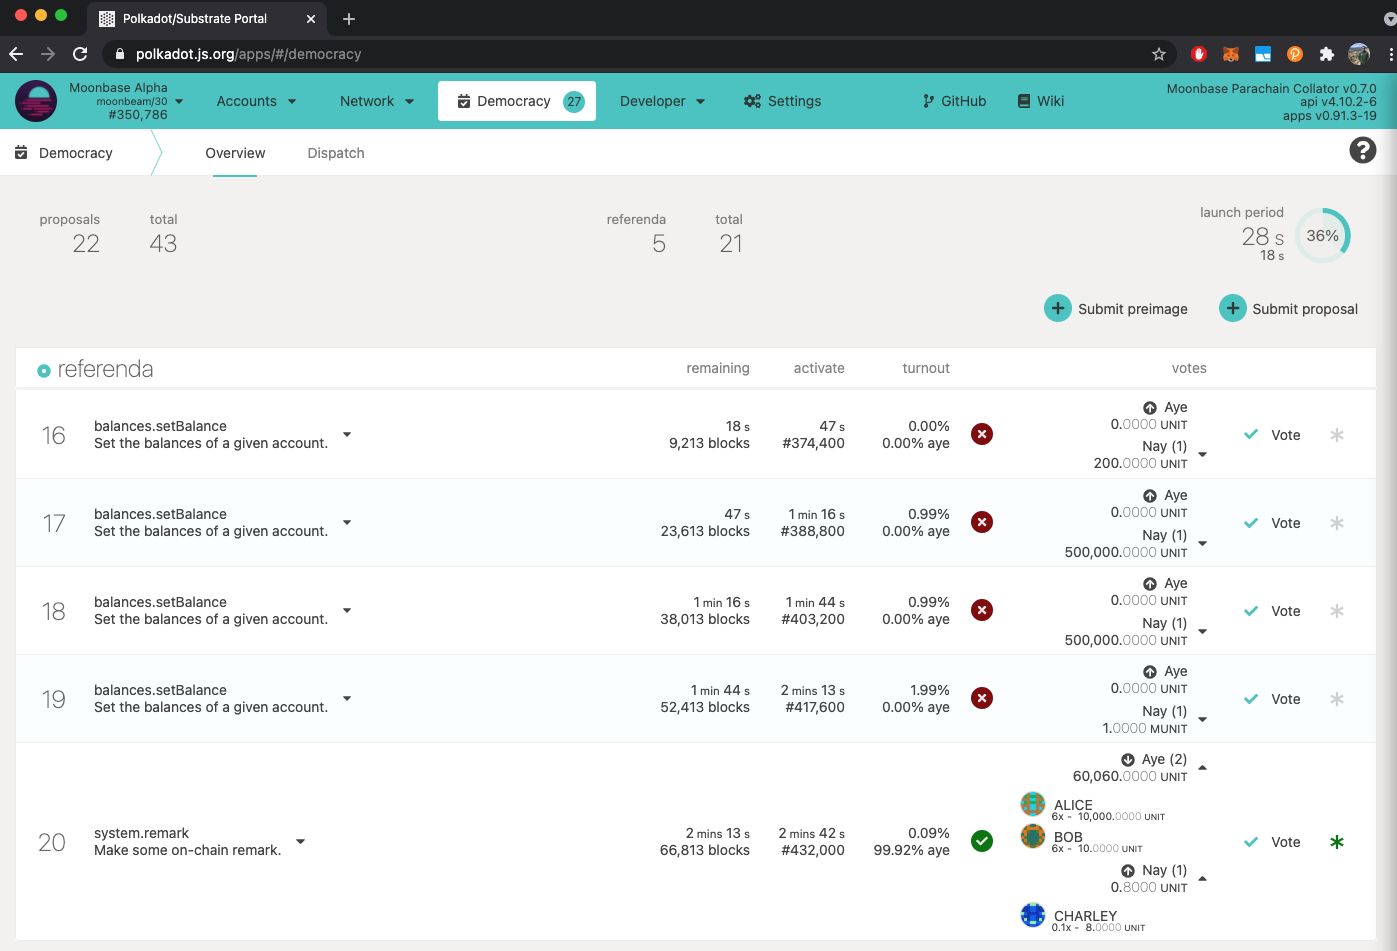 Polkadot/Substrate Portal
polkadot.js.org/apps/#/democracy
Moonbase Alpha
moonbeam/30
#350,786
Accounts
Network
Democracy 27
Developer
Settings
GitHub
Wiki
Moonbase Parachain Collator v0.7.0
api v4.10.2-6
apps v0.91.3-19
Democracy
Overview
Dispatch
?
proposals
22
total
43
referenda
5
total
21
launch period
28 s
18 s
36%
Submit preimage
Submit proposal
referenda
remaining
activate
turnout
votes
16
balances.setBalance
Set the balances of a given account.
18 s
9,213 blocks
47 s
#374,400
0.00%
0.00% aye
Aye
0.0000 UNIT
Nay (1)
200.0000 UNIT
Vote
17
balances.setBalance
Set the balances of a given account.
47 s
23,613 blocks
1 min 16 s
#388,800
0.99%
0.00% aye
Aye
0.0000 UNIT
Nay (1)
500,000.0000 UNIT
Vote
18
balances.setBalance
Set the balances of a given account.
1 min 16 s
38,013 blocks
1 min 44 s
#403,200
0.99%
0.00% aye
Aye
0.0000 UNIT
Nay (1)
500,000.0000 UNIT
Vote
19
balances.setBalance
Set the balances of a given account.
1 min 44 s
52,413 blocks
2 mins 13 s
#417,600
1.99%
0.00% aye
Aye
0.0000 UNIT
Nay (1)
1.0000 MUNIT
Vote
20
system.remark
Make some on-chain remark.
2 mins 13 s
66,813 blocks
2 mins 42 s
#432,000
0.09%
99.92% aye
Aye (2)
60,060.0000 UNIT
ALICE
6x - 10,000.0000 UNIT
BOB
6x - 10.0000 UNIT
Nay (1)
0.8000 UNIT
CHARLEY
0.1x - 8.0000 UNIT
Vote